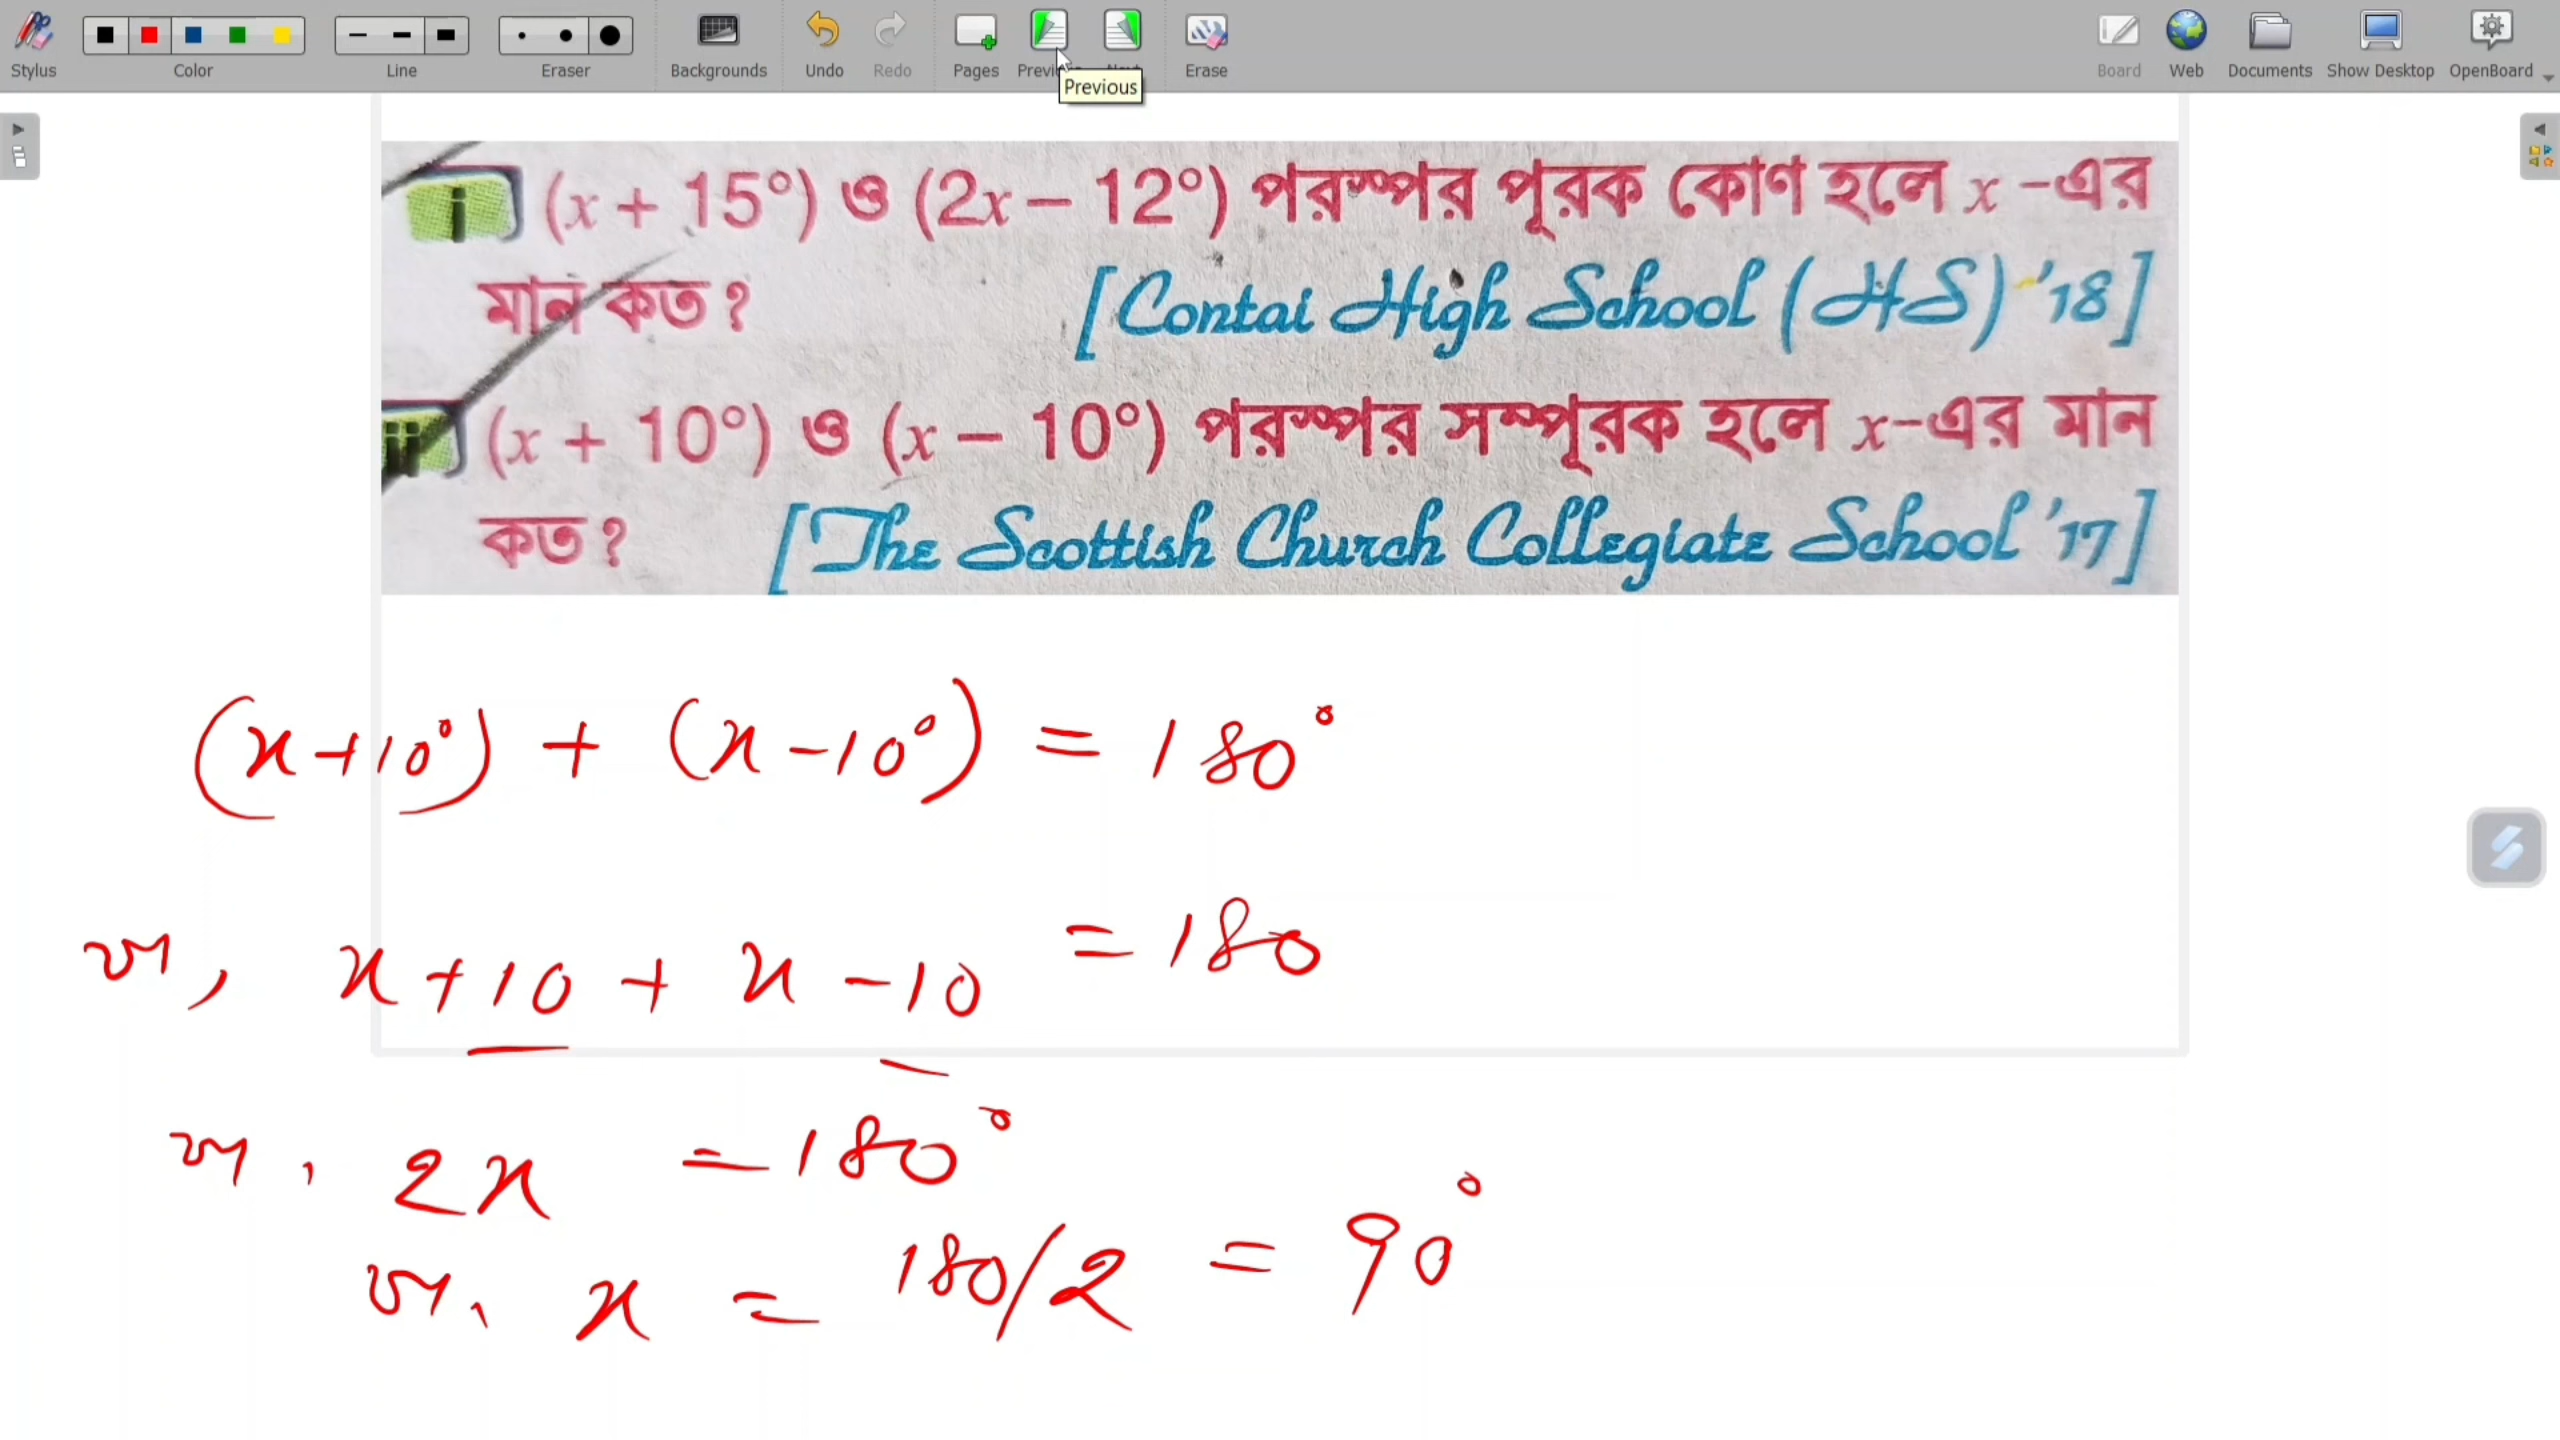 Stylus Color Line Eraser Backgrounds Undo Redo Pages Erase Board Web Documents Show Desktop OpenBoard
Previous
i (x + 15°) ও (2x – 12°) পরস্পর পূরক কোণ হলে x –এর
মান কত ? [Contai High School (HS) '18]
ii (x + 10°) ও (x – 10°) পরস্পর সম্পূরক হলে x–এর মান
কত ? [The Scottish Church Collegiate School '17]
(x+10°) + (x-10°) = 180°
বা, x+10 + x-10 = 180
বা, 2x = 180°
বা, x = 180/2 = 90°